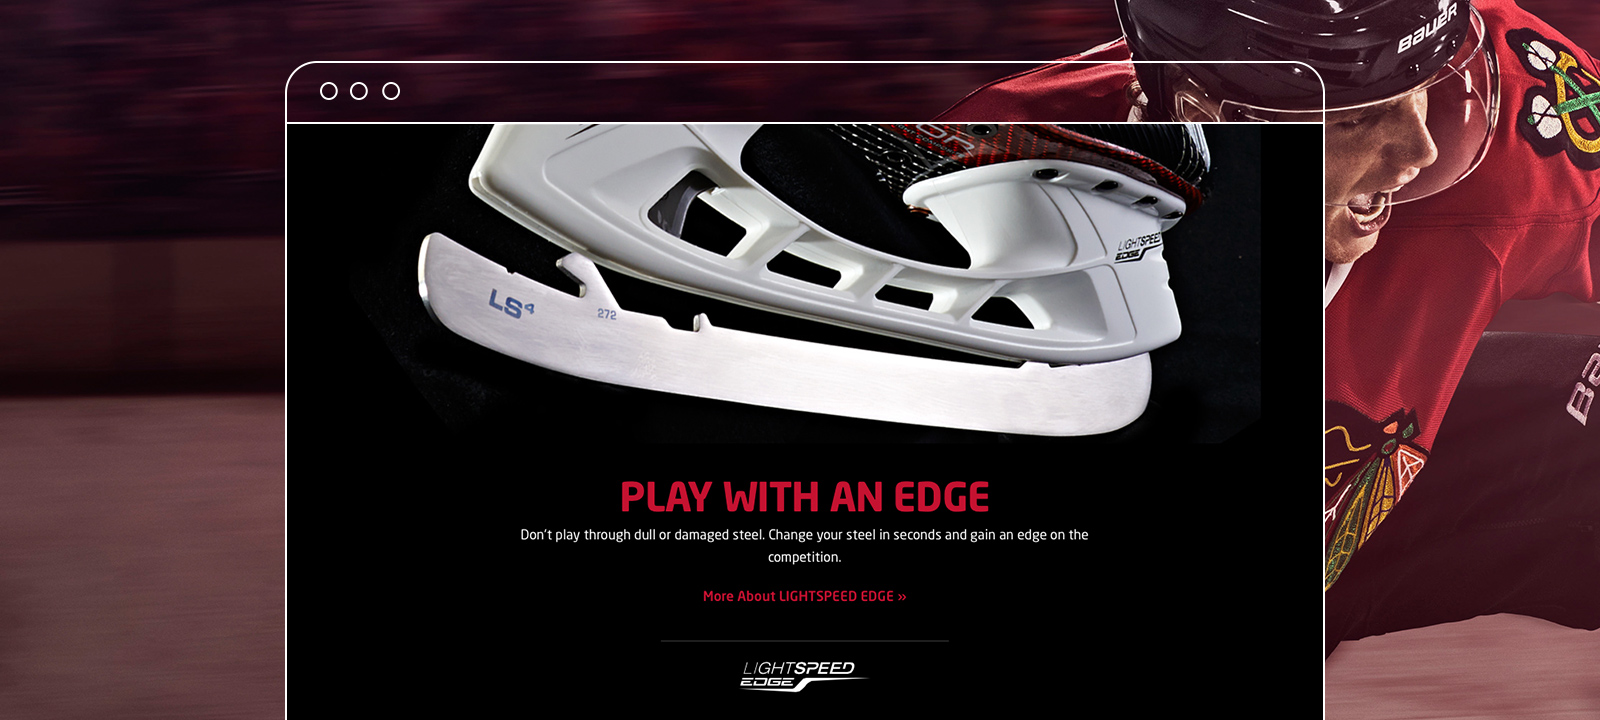 BAUER
OR
LIGHTSPEED
EDGE
LS4
272
PLAY WITH AN EDGE
Don't play through dull or damaged steel. Change your steel in seconds and gain an edge on the
competition.
More About LIGHTSPEED EDGE »
LIGHTSPEED
EDGE